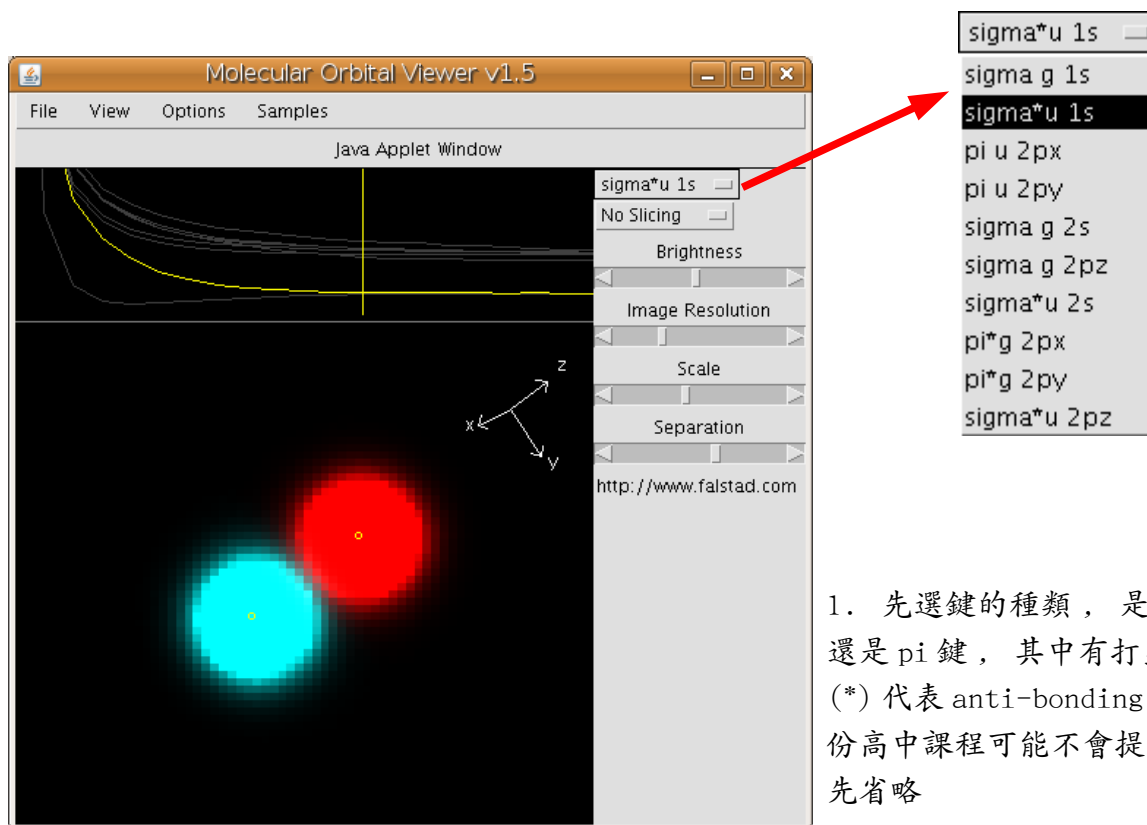 Molecular Orbital Viewer v1.5
File View Options Samples
Java Applet Window
sigma*u 1s
No Slicing
Brightness
Image Resolution
Scale
Separation
http://www.falstad.com
z
x
y
sigma*u 1s
sigma g 1s
sigma*u 1s
pi u 2px
pi u 2py
sigma g 2s
sigma g 2pz
sigma*u 2s
pi*g 2px
pi*g 2py
sigma*u 2pz
1. 先選鍵的種類 , 是
還是 pi 鍵 , 其中有打
(*) 代表 anti-bonding
份高中課程可能不會提
先省略